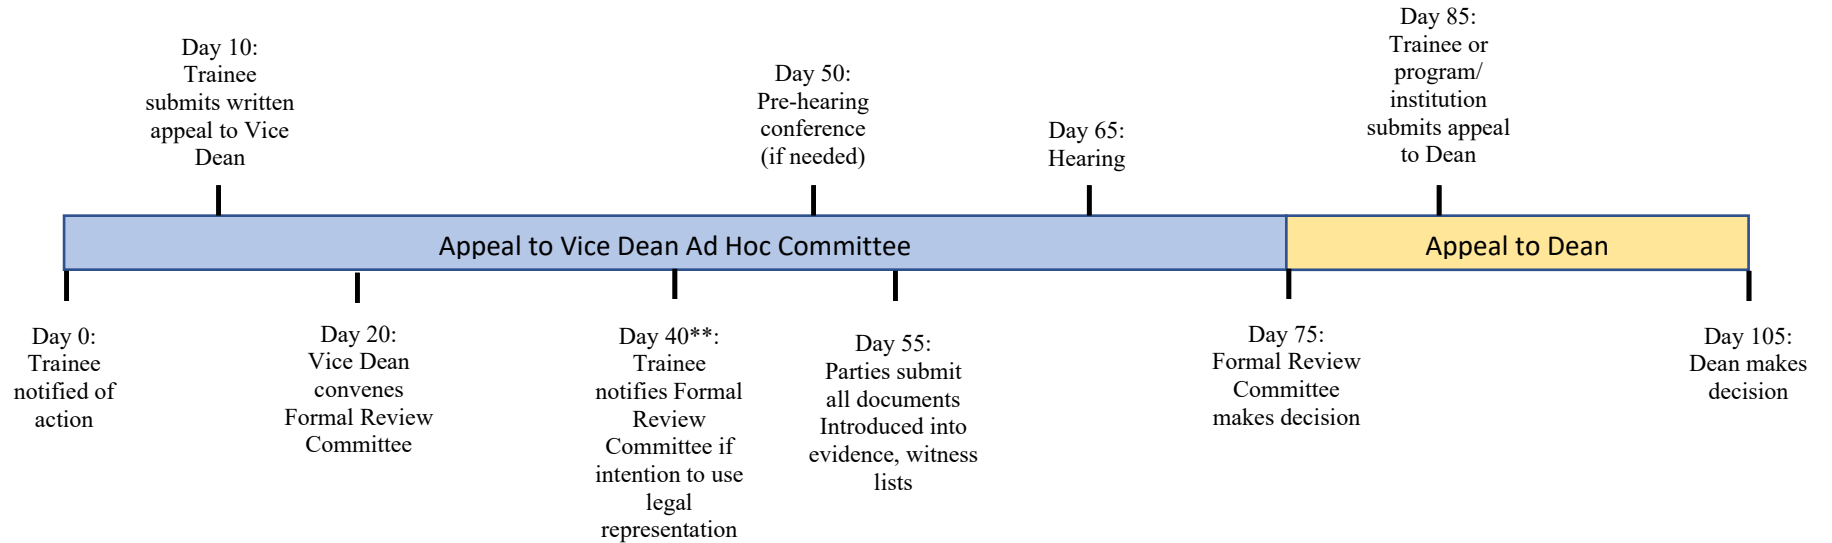 Day 10:
Trainee
submits written
appeal to Vice
Dean
Day 50:
Pre-hearing
conference
(if needed)
Day 65:
Hearing
Day 85:
Trainee or
program/
institution
submits appeal
to Dean
Appeal to Vice Dean Ad Hoc Committee
Appeal to Dean
Day 0:
Trainee
notified of
action
Day 20:
Vice Dean
convenes
Formal Review
Committee
Day 40**:
Trainee
notifies Formal
Review
Committee if
intention to use
legal
representation
Day 55:
Parties submit
all documents
Introduced into
evidence, witness
lists
Day 75:
Formal Review
Committee
makes decision
Day 105:
Dean makes
decision